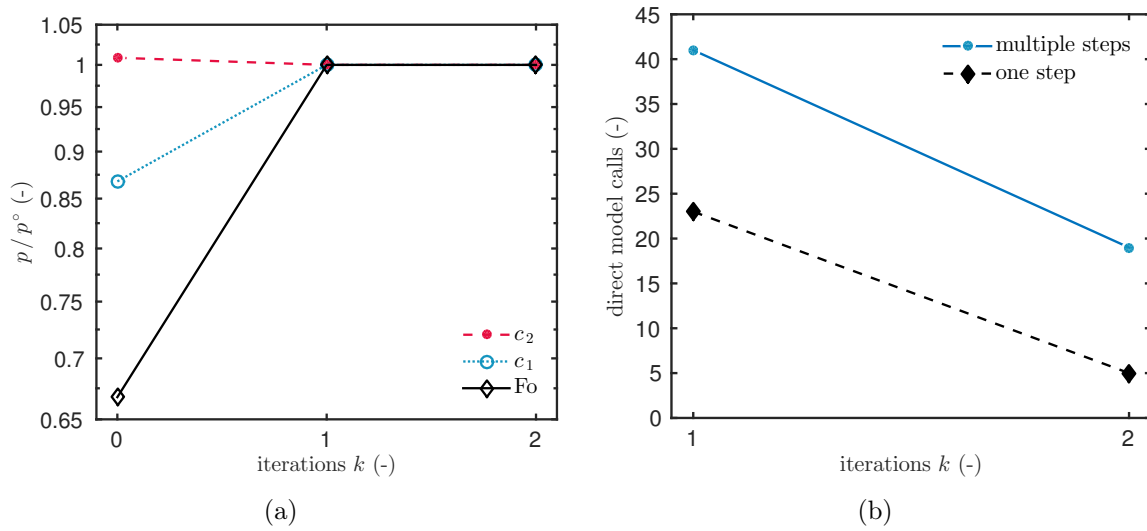 1.05
1
0.95
0.9
0.85
0.8
0.75
0.7
0.65
p / p° (-)
c₂
c₁
Fo
0 1 2
iterations k (-)
(a)
45
40
35
30
25
20
15
10
5
0
direct model calls (-)
multiple steps
one step
1 2
iterations k (-)
(b)